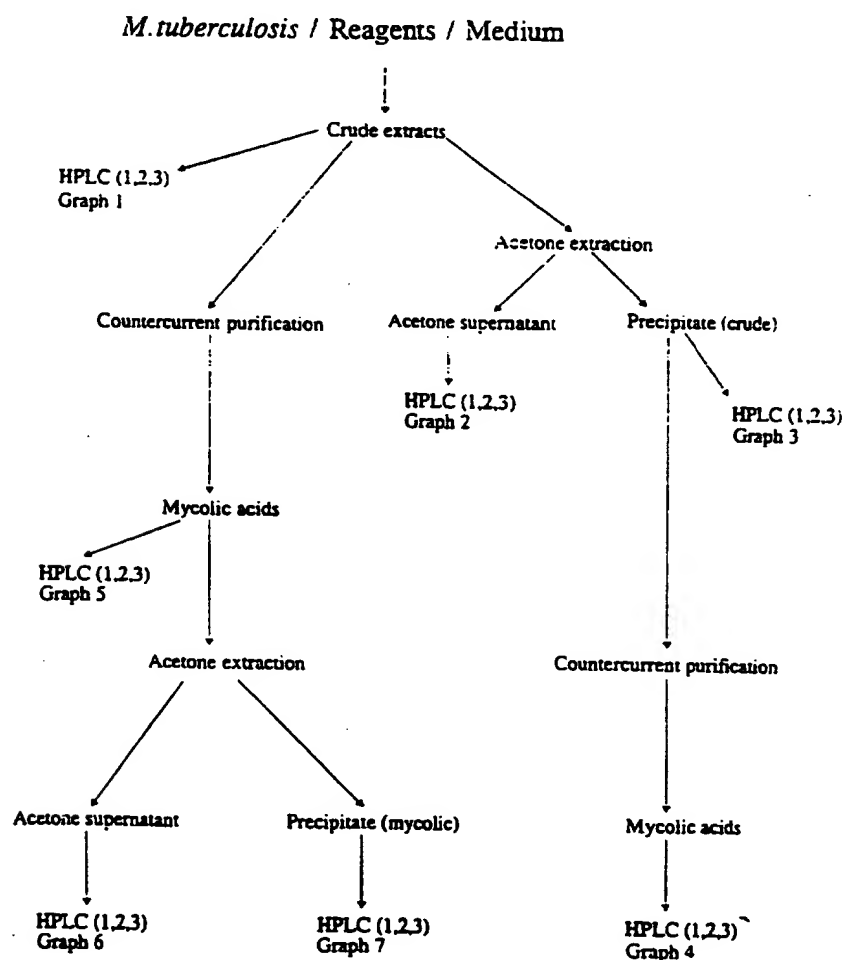 M.tuberculosis / Reagents / Medium
Crude extracts
HPLC (1,2,3)
Graph 1
Acetone extraction
Countercurrent purification
Acetone supernatant
Precipitate (crude)
HPLC (1,2,3)
Graph 2
HPLC (1,2,3)
Graph 3
Mycolic acids
HPLC (1,2,3)
Graph 5
Acetone extraction
Countercurrent purification
Acetone supernatant
Precipitate (mycolic)
Mycolic acids
HPLC (1,2,3)
Graph 6
HPLC (1,2,3)
Graph 7
HPLC (1,2,3)
Graph 4